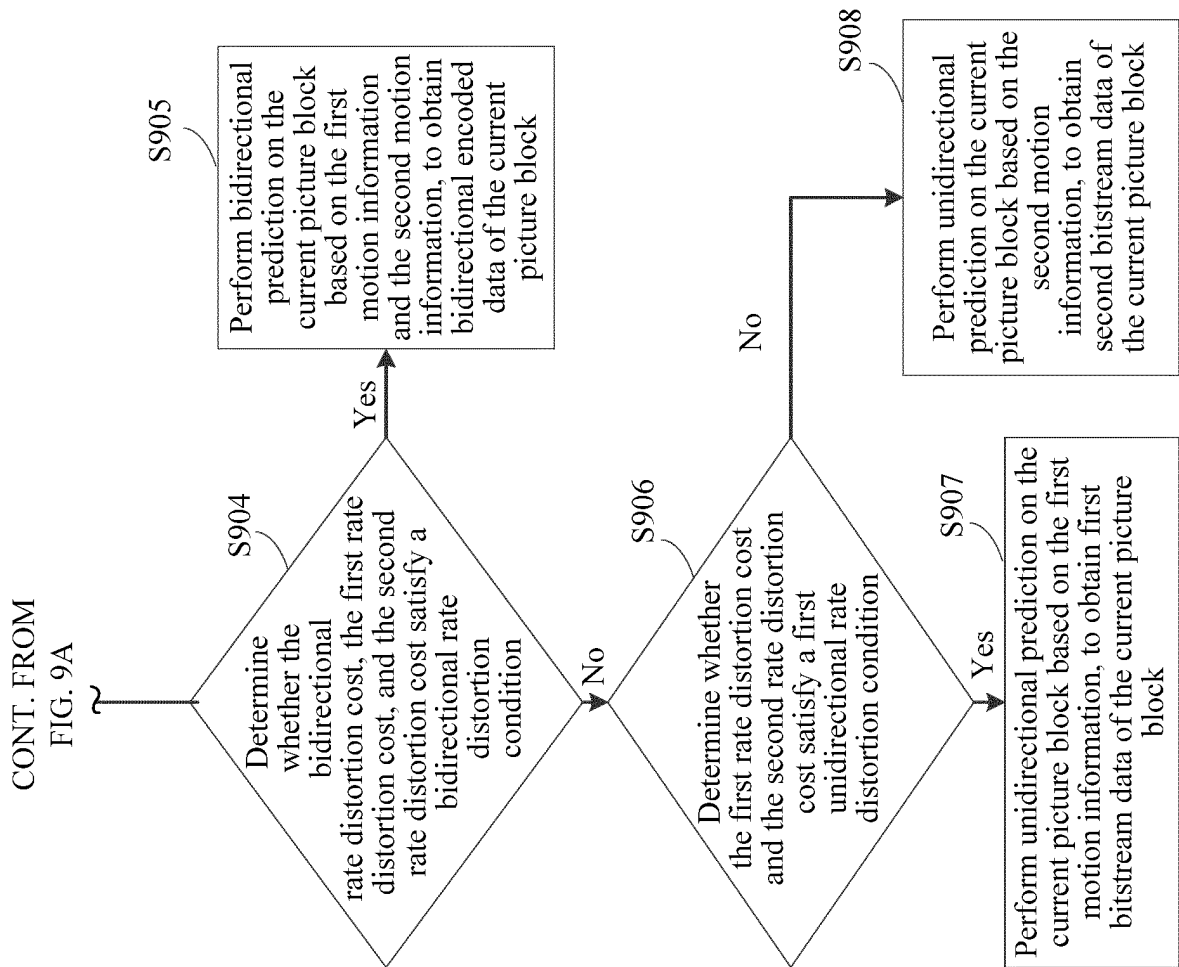 CONT. FROM
FIG. 9A
S904
Determine
whether the
bidirectional
rate distortion cost, the first rate
distortion cost, and the second
rate distortion cost satisfy a
bidirectional rate
distortion
condition
Yes
S905
Perform bidirectional
prediction on the
current picture block
based on the first
motion information
and the second motion
information, to obtain
bidirectional encoded
data of the current
picture block
No
S906
Determine whether
the first rate distortion cost
and the second rate distortion
cost satisfy a first
unidirectional rate
distortion condition
No
Yes
S907
Perform unidirectional prediction on the
current picture block based on the first
motion information, to obtain first
bitstream data of the current picture
block
S908
Perform unidirectional
prediction on the current
picture block based on the
second motion
information, to obtain
second bitstream data of
the current picture block